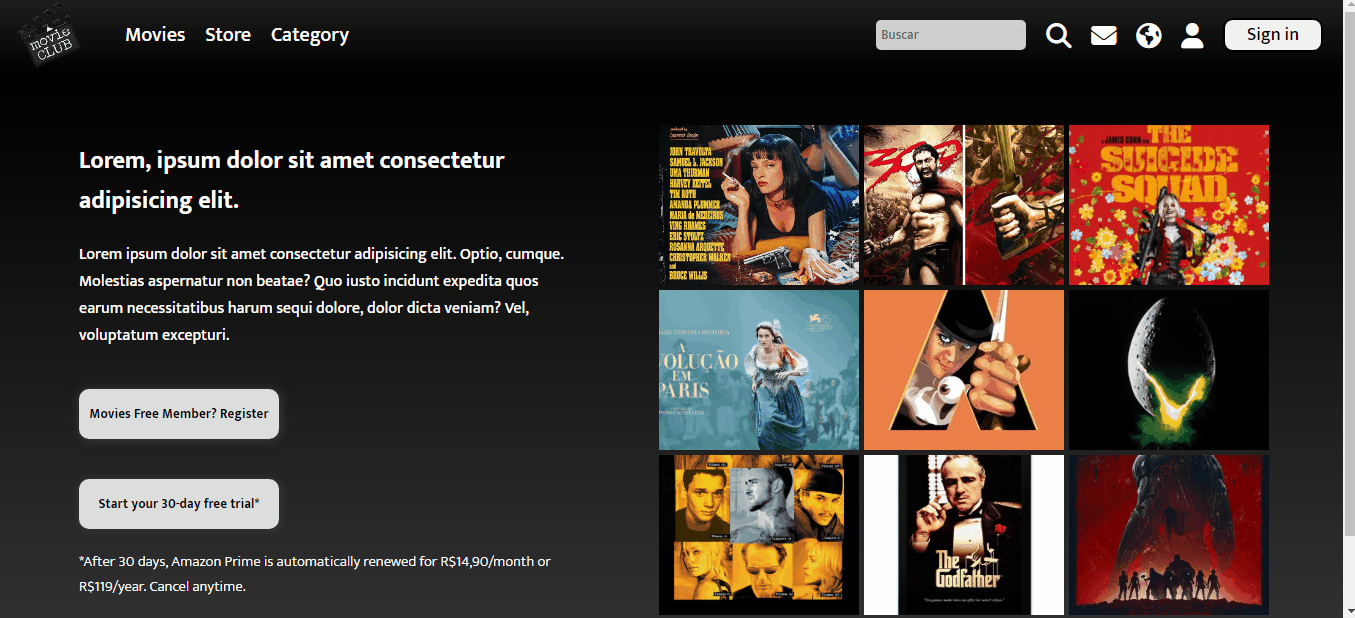 movie
CLUB
Movies
Store
Category
Buscar
Sign in
Lorem, ipsum dolor sit amet consectetur
adipisicing elit.
Lorem ipsum dolor sit amet consectetur adipisicing elit. Optio, cumque.
Molestias aspernatur non beatae? Quo iusto incidunt expedita quos
earum necessitatibus harum sequi dolore, dolor dicta veniam? Vel,
voluptatum excepturi.
Movies Free Member? Register
Start your 30-day free trial*
*After 30 days, Amazon Prime is automatically renewed for R$14,90/month or
R$119/year. Cancel anytime.
JOHN TRAVOLTA
SAMUEL L. JACKSON
UMA THURMAN
HARVEY KEITEL
TIM ROTH
AMANDA PLUMMER
MARIA de MEDEIROS
VING RHAMES
ERIC STOLTZ
ROSANNA ARQUETTE
CHRISTOPHER WALKEN
and
BRUCE WILLIS
300
JAMES GUNN
THE
SUICIDE
SQUAD
TEM UMA HISTÓRIA
A
VOLUÇÃO
EM
PARIS
The
Godfather